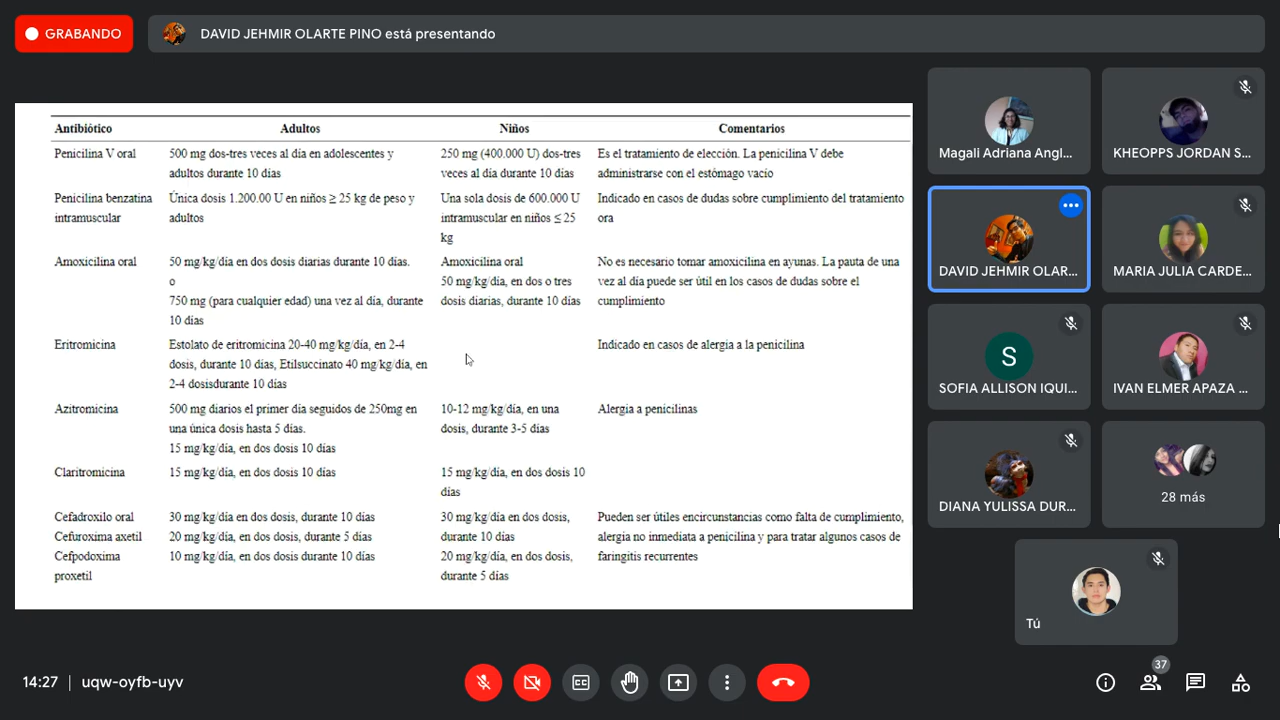 GRABANDO
DAVID JEHMIR OLARTE PINO está presentando
Antibiótico Adultos Niños Comentarios
Penicilina V oral
500 mg dos-tres veces al día en adolescentes y
adultos durante 10 días
250 mg (400.000 U) dos-tres
veces al día durante 10 días
Es el tratamiento de elección. La penicilina V debe
administrarse con el estómago vacío
Penicilina benzatina
intramuscular
Única dosis 1.200.00 U en niños ≥ 25 kg de peso y
adultos
Una sola dosis de 600.000 U
intramuscular en niños ≤ 25
kg
Indicado en casos de dudas sobre cumplimiento del tratamiento
ora
Amoxicilina oral
50 mg/kg/día en dos dosis diarias durante 10 días.
o
750 mg (para cualquier edad) una vez al día, durante
10 días
Amoxicilina oral
50 mg/kg/día, en dos o tres
dosis diarias, durante 10 días
No es necesario tomar amoxicilina en ayunas. La pauta de una
vez al día puede ser útil en los casos de dudas sobre el
cumplimiento
Eritromicina
Estolato de eritromicina 20-40 mg/kg/día, en 2-4
dosis, durante 10 días, Etilsuccinato 40 mg/kg/día, en
2-4 dosisdurante 10 días
Indicado en casos de alergia a la penicilina
Azitromicina
500 mg diarios el primer día seguidos de 250mg en
una única dosis hasta 5 días.
15 mg/kg/día, en dos dosis 10 días
10-12 mg/kg/día, en una
dosis, durante 3-5 días
Alergia a penicilinas
Claritromicina
15 mg/kg/día, en dos dosis 10 días
15 mg/kg/día, en dos dosis 10
días
Cefadroxilo oral
Cefuroxima axetil
Cefpodoxima
proxetil
30 mg/kg/día en dos dosis, durante 10 días
20 mg/kg/día, en dos dosis, durante 5 días
10 mg/kg/día, en dos dosis durante 10 días
30 mg/kg/día en dos dosis,
durante 10 días
20 mg/kg/día, en dos dosis,
durante 5 días
Pueden ser útiles encircunstancias como falta de cumplimiento,
alergia no inmediata a penicilina y para tratar algunos casos de
faringitis recurrentes
Magali Adriana Angl...
KHEOPPS JORDAN S...
DAVID JEHMIR OLAR...
MARIA JULIA CARDE...
S
SOFIA ALLISON IQUI...
IVAN ELMER APAZA ...
DIANA YULISSA DUR...
28 más
Tú
14:27 | uqw-oyfb-uyv
37